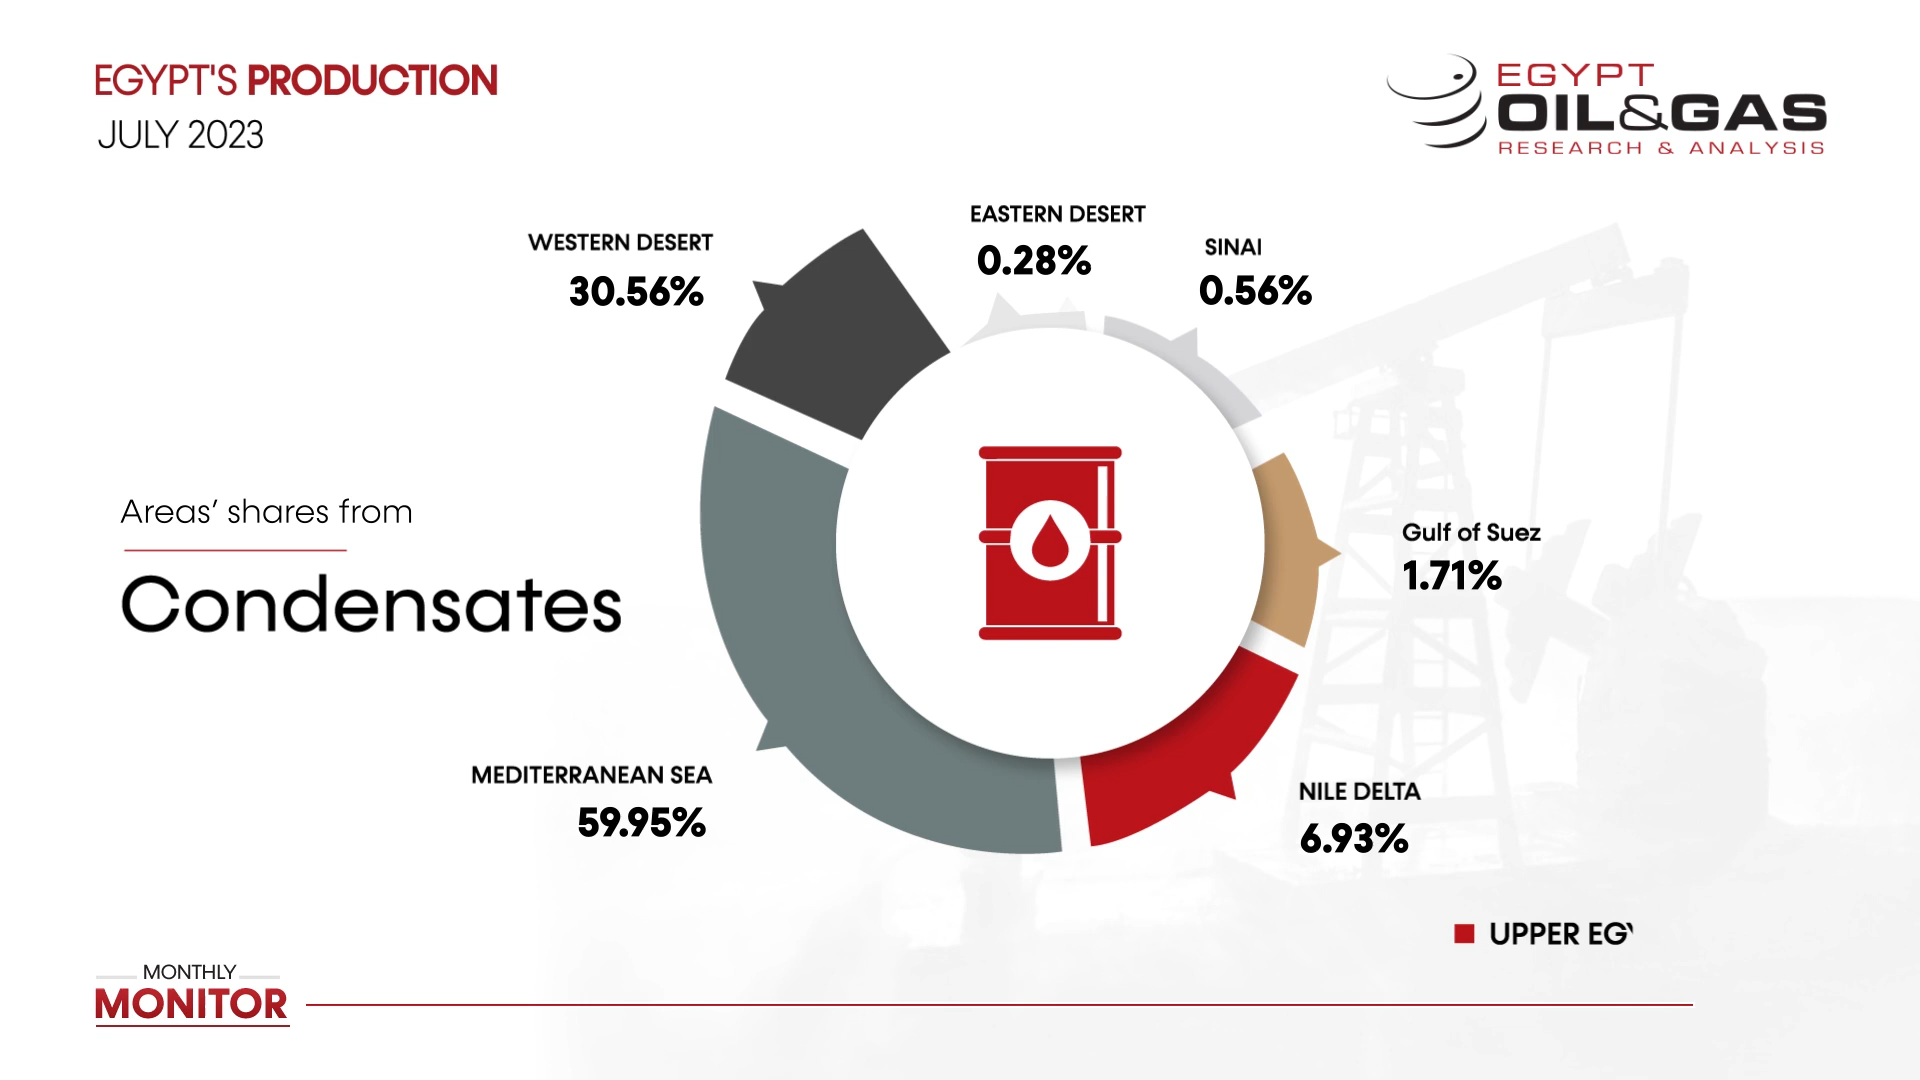 EGYPT'S PRODUCTION
JULY 2023
EGYPT
OIL&GAS
RESEARCH & ANALYSIS
EASTERN DESERT
0.28%
SINAI
0.56%
WESTERN DESERT
30.56%
Gulf of Suez
1.71%
Areas’ shares from
Condensates
MEDITERRANEAN SEA
59.95%
NILE DELTA
6.93%
UPPER EG
MONTHLY
MONITOR